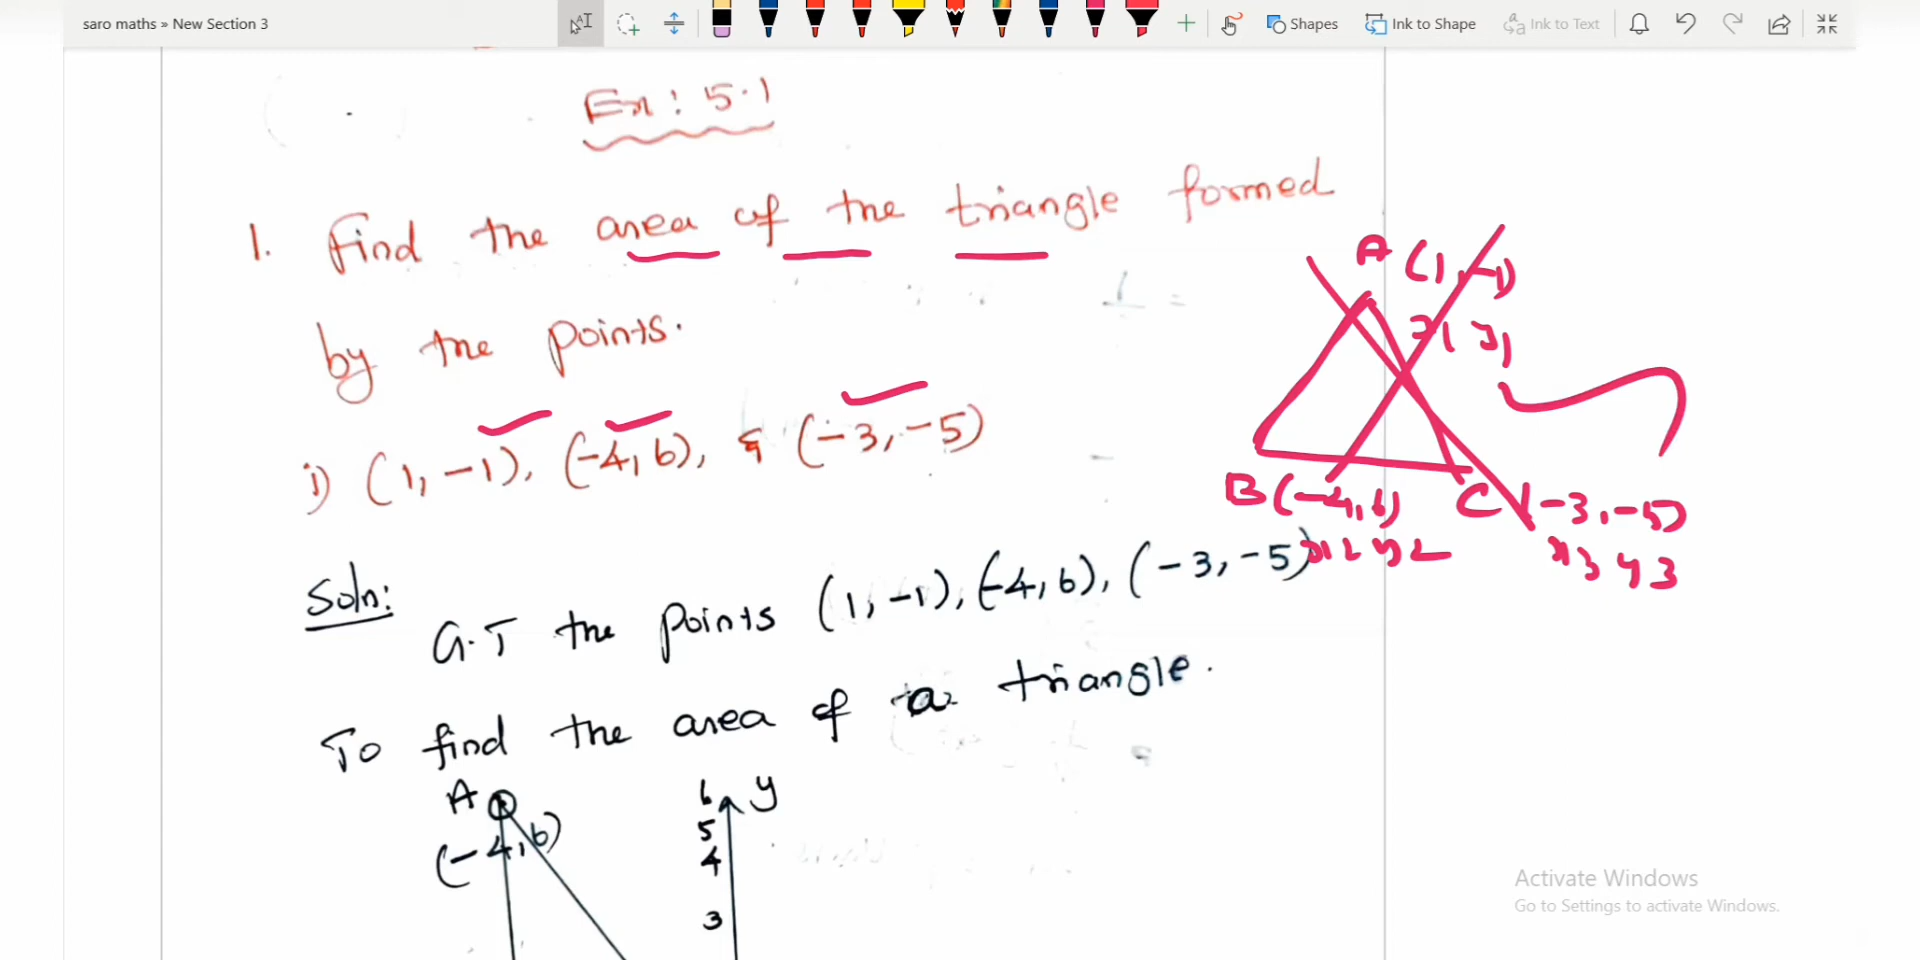 saro maths » New Section 3
Shapes
Ink to Shape
Ink to Text
Ex: 5.1
1. Find the area of the triangle formed
by the points.
i) (1, -1), (-4, 6), & (-3, -5)
A (1, -1)
x1 y1
B (-4, 6) C (-3, -5)
x2 y2 x3 y3
Soln:
G.T the points (1, -1), (-4, 6), (-3, -5)
To find the area of a triangle.
A
(-4, 6)
6 y
5
4
3
Activate Windows
Go to Settings to activate Windows.